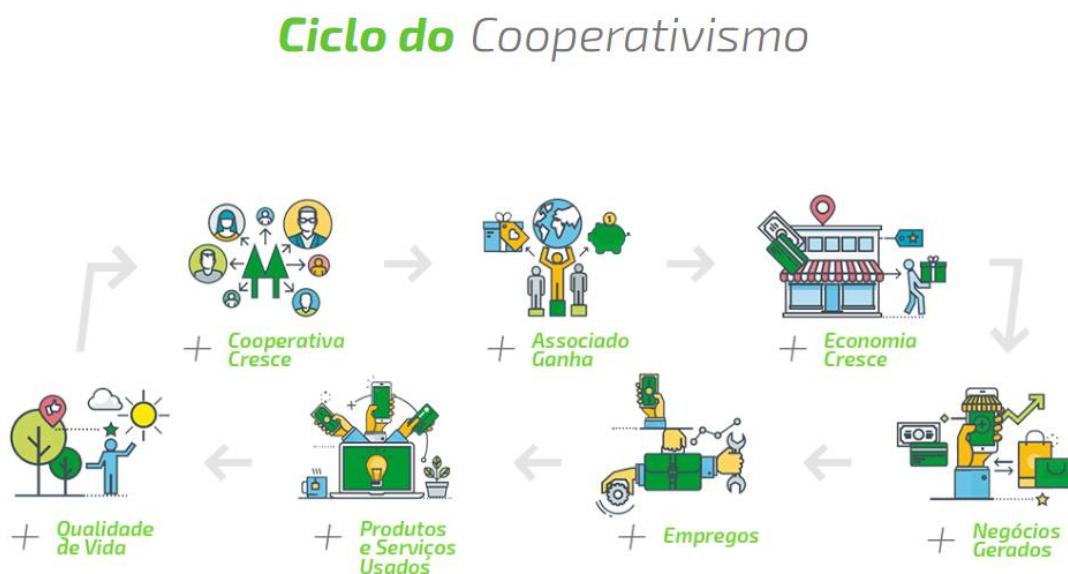 Ciclo do Cooperativismo
+ Cooperativa
Cresce
+ Associado
Ganha
+ Economia
Cresce
+ Qualidade
de Vida
+ Produtos
e Serviços
Usados
+ Empregos
+ Negócios
Gerados